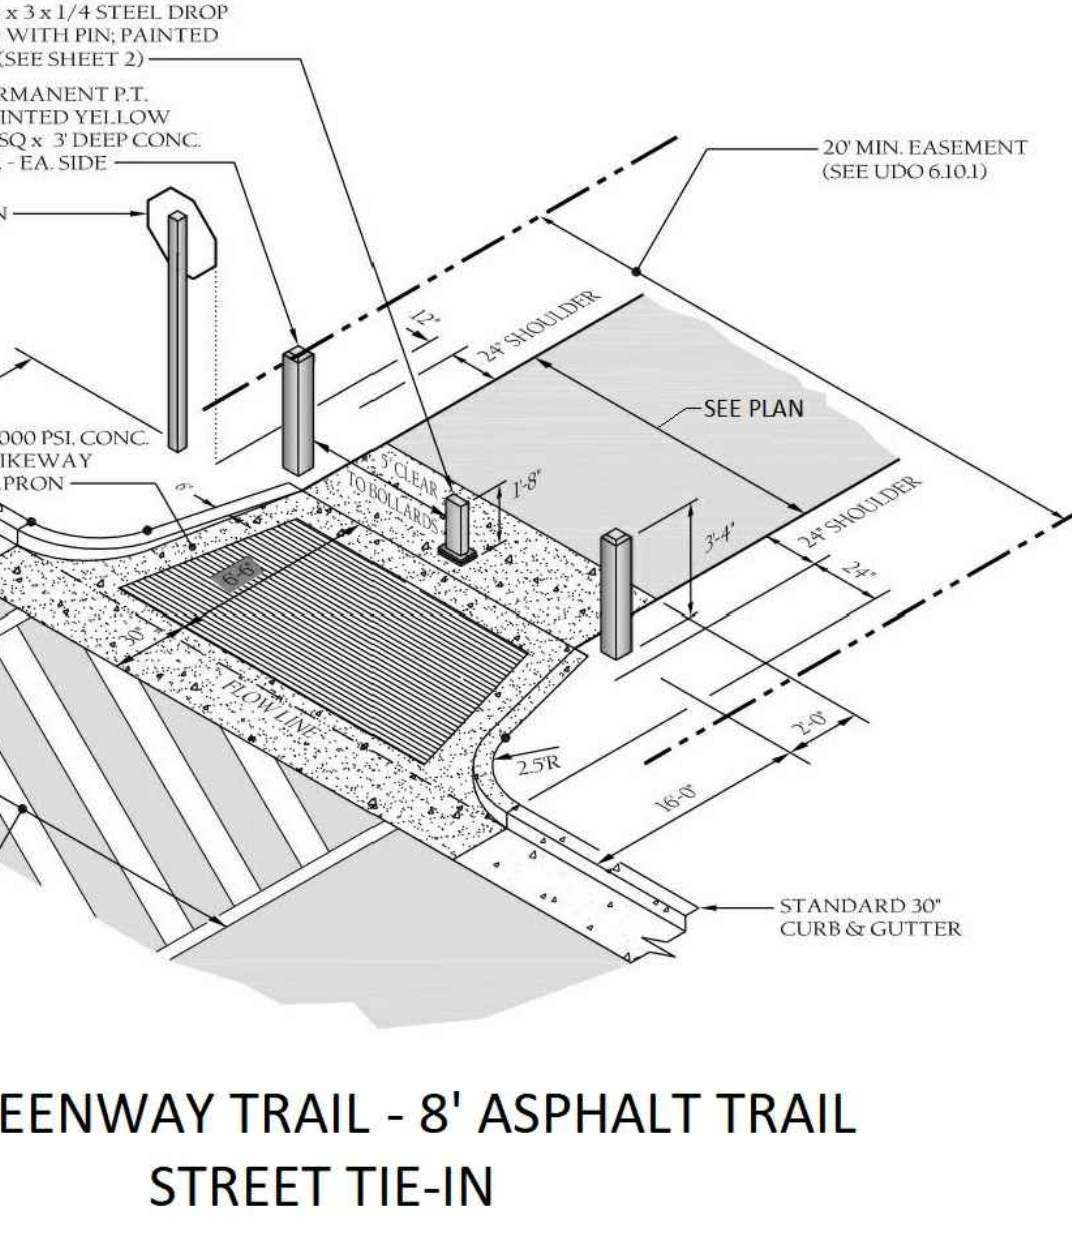 x 3 x 1/4 STEEL DROP
WITH PIN; PAINTED
(SEE SHEET 2)
RMANENT P.T.
INTED YELLOW
SQ x 3' DEEP CONC.
. - EA. SIDE
N
20' MIN. EASEMENT
(SEE UDO 6.10.1)
12"
24" SHOULDER
SEE PLAN
000 PSI, CONC.
IKEWAY
PRON
6"
5' CLEAR
TO BOLLARDS
1'-8"
3'-4"
24" SHOULDER
24"
6'-6"
30"
FLOW LINE
2.5'R
2'-0"
16'-0"
STANDARD 30"
CURB & GUTTER
EENWAY TRAIL - 8' ASPHALT TRAIL
STREET TIE-IN